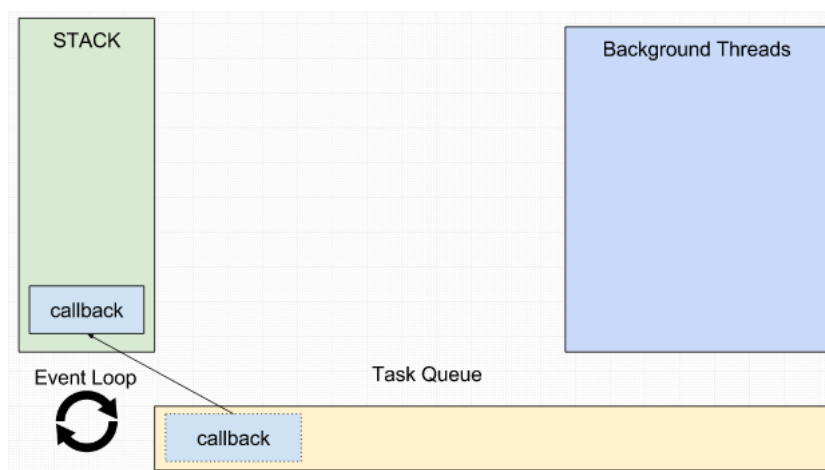 STACK
Background Threads
callback
Event Loop
Task Queue
callback